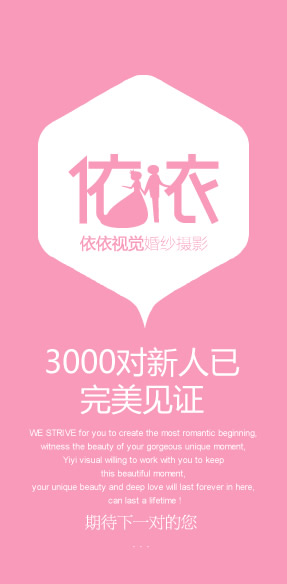 依依
依依视觉婚纱摄影
3000对新人已
完美见证
WE STRIVE for you to create the most romantic beginning,
witness the beauty of your gorgeous unique moment,
Yiyi visual willing to work with you to keep
this beautiful moment,
your unique beauty and deep love will last forever in here,
can last a lifetime !
期待下一对的您
...